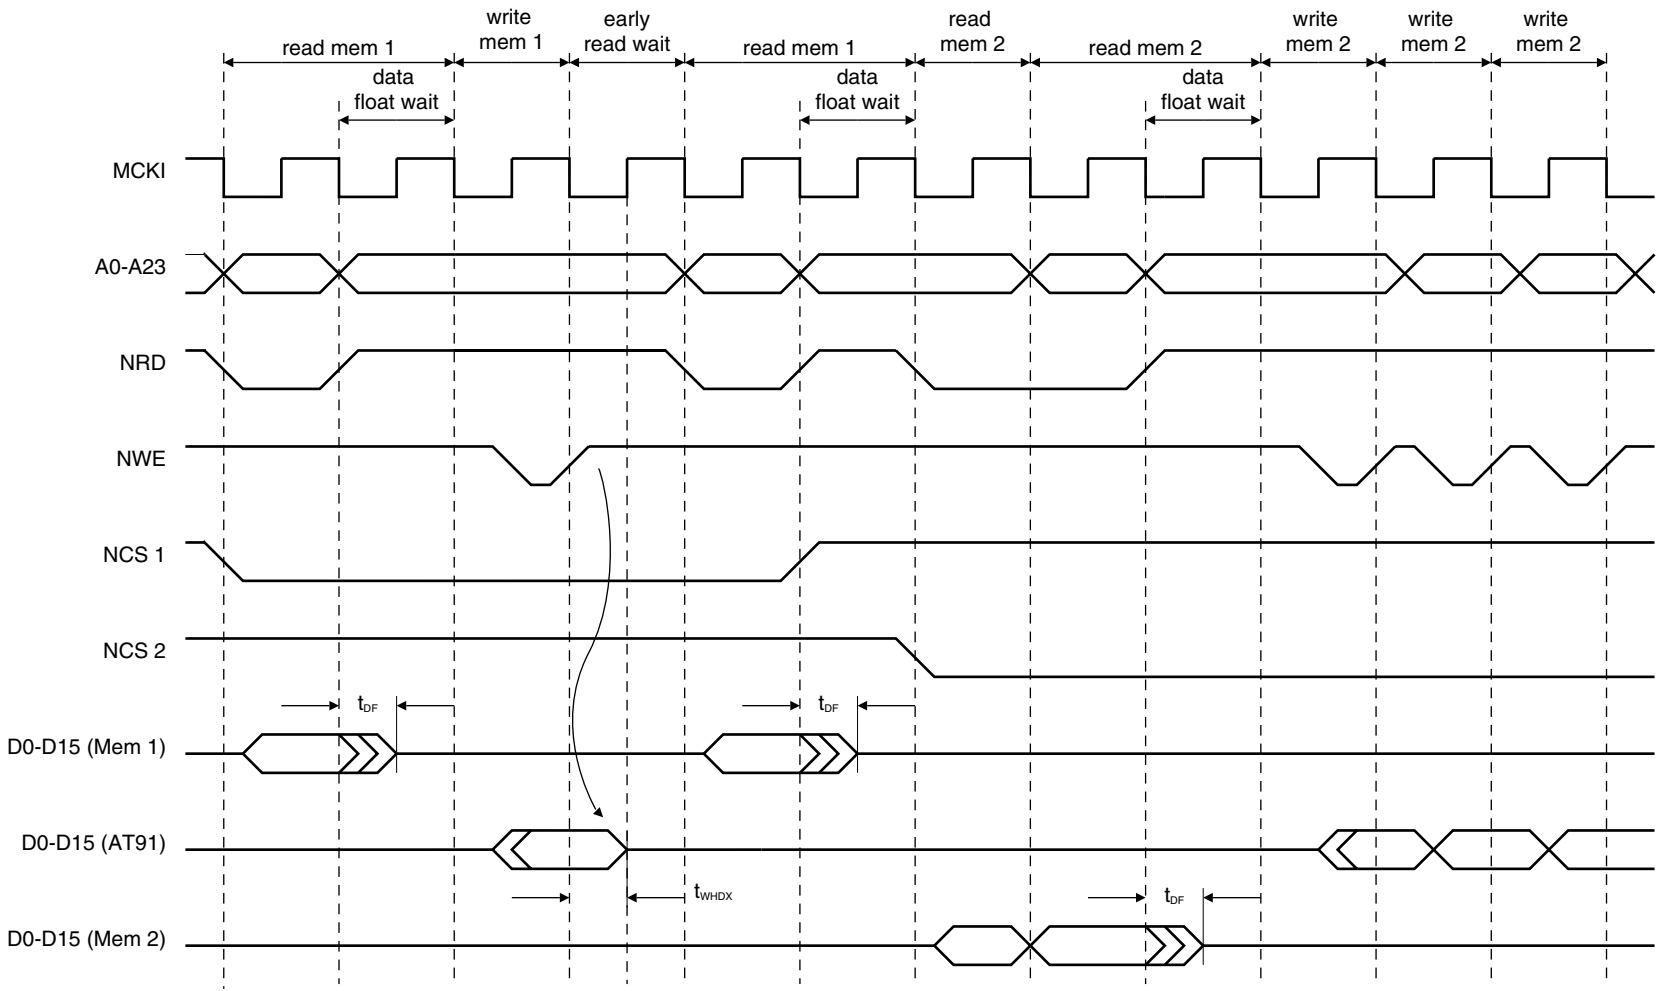 write
early
read
write
write
write
read mem 1
mem 1
read wait
read mem 1
mem 2
read mem 2
mem 2
mem 2
mem 2
data
data
data
float wait
float wait
float wait
MCKI
A0-A23
NRD
NWE
NCS 1
NCS 2
tDF
tDF
D0-D15 (Mem 1)
D0-D15 (AT91)
tWHDX
tDF
D0-D15 (Mem 2)